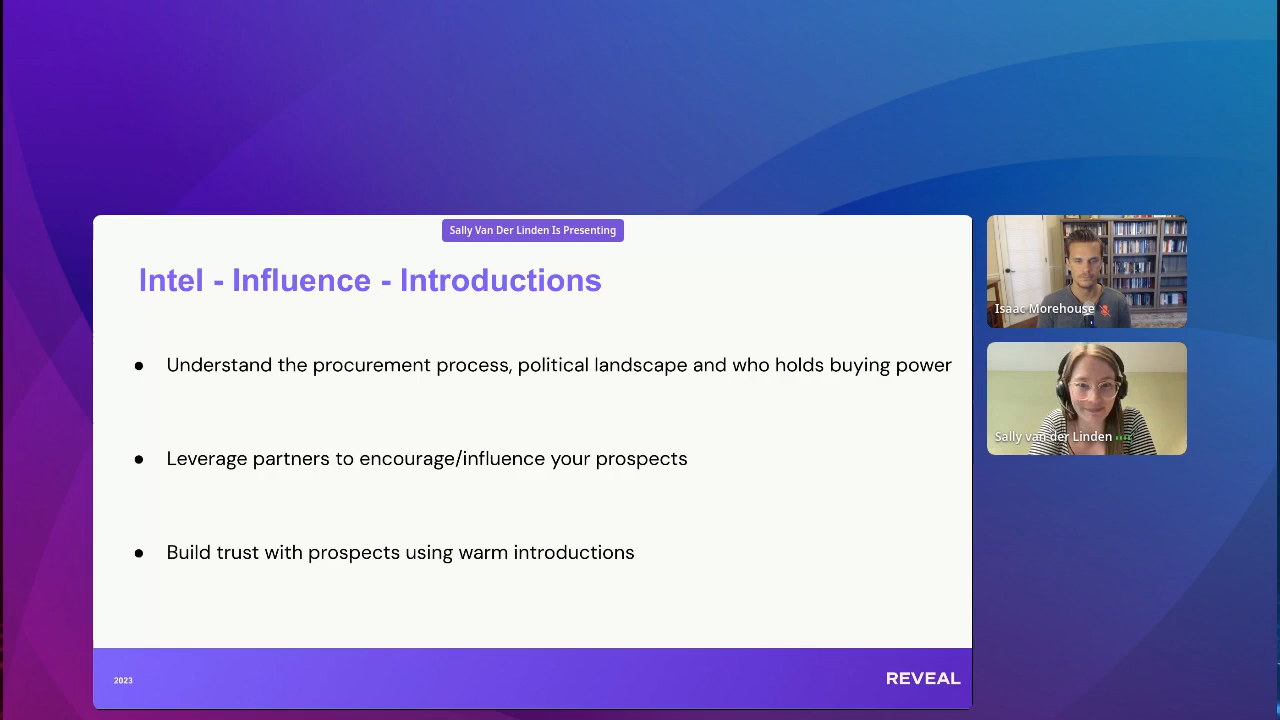 Sally Van Der Linden Is Presenting
Intel - Influence - Introductions
● Understand the procurement process, political landscape and who holds buying power
● Leverage partners to encourage/influence your prospects
● Build trust with prospects using warm introductions
2023
REVEAL
Isaac Morehouse
Sally van der Linden